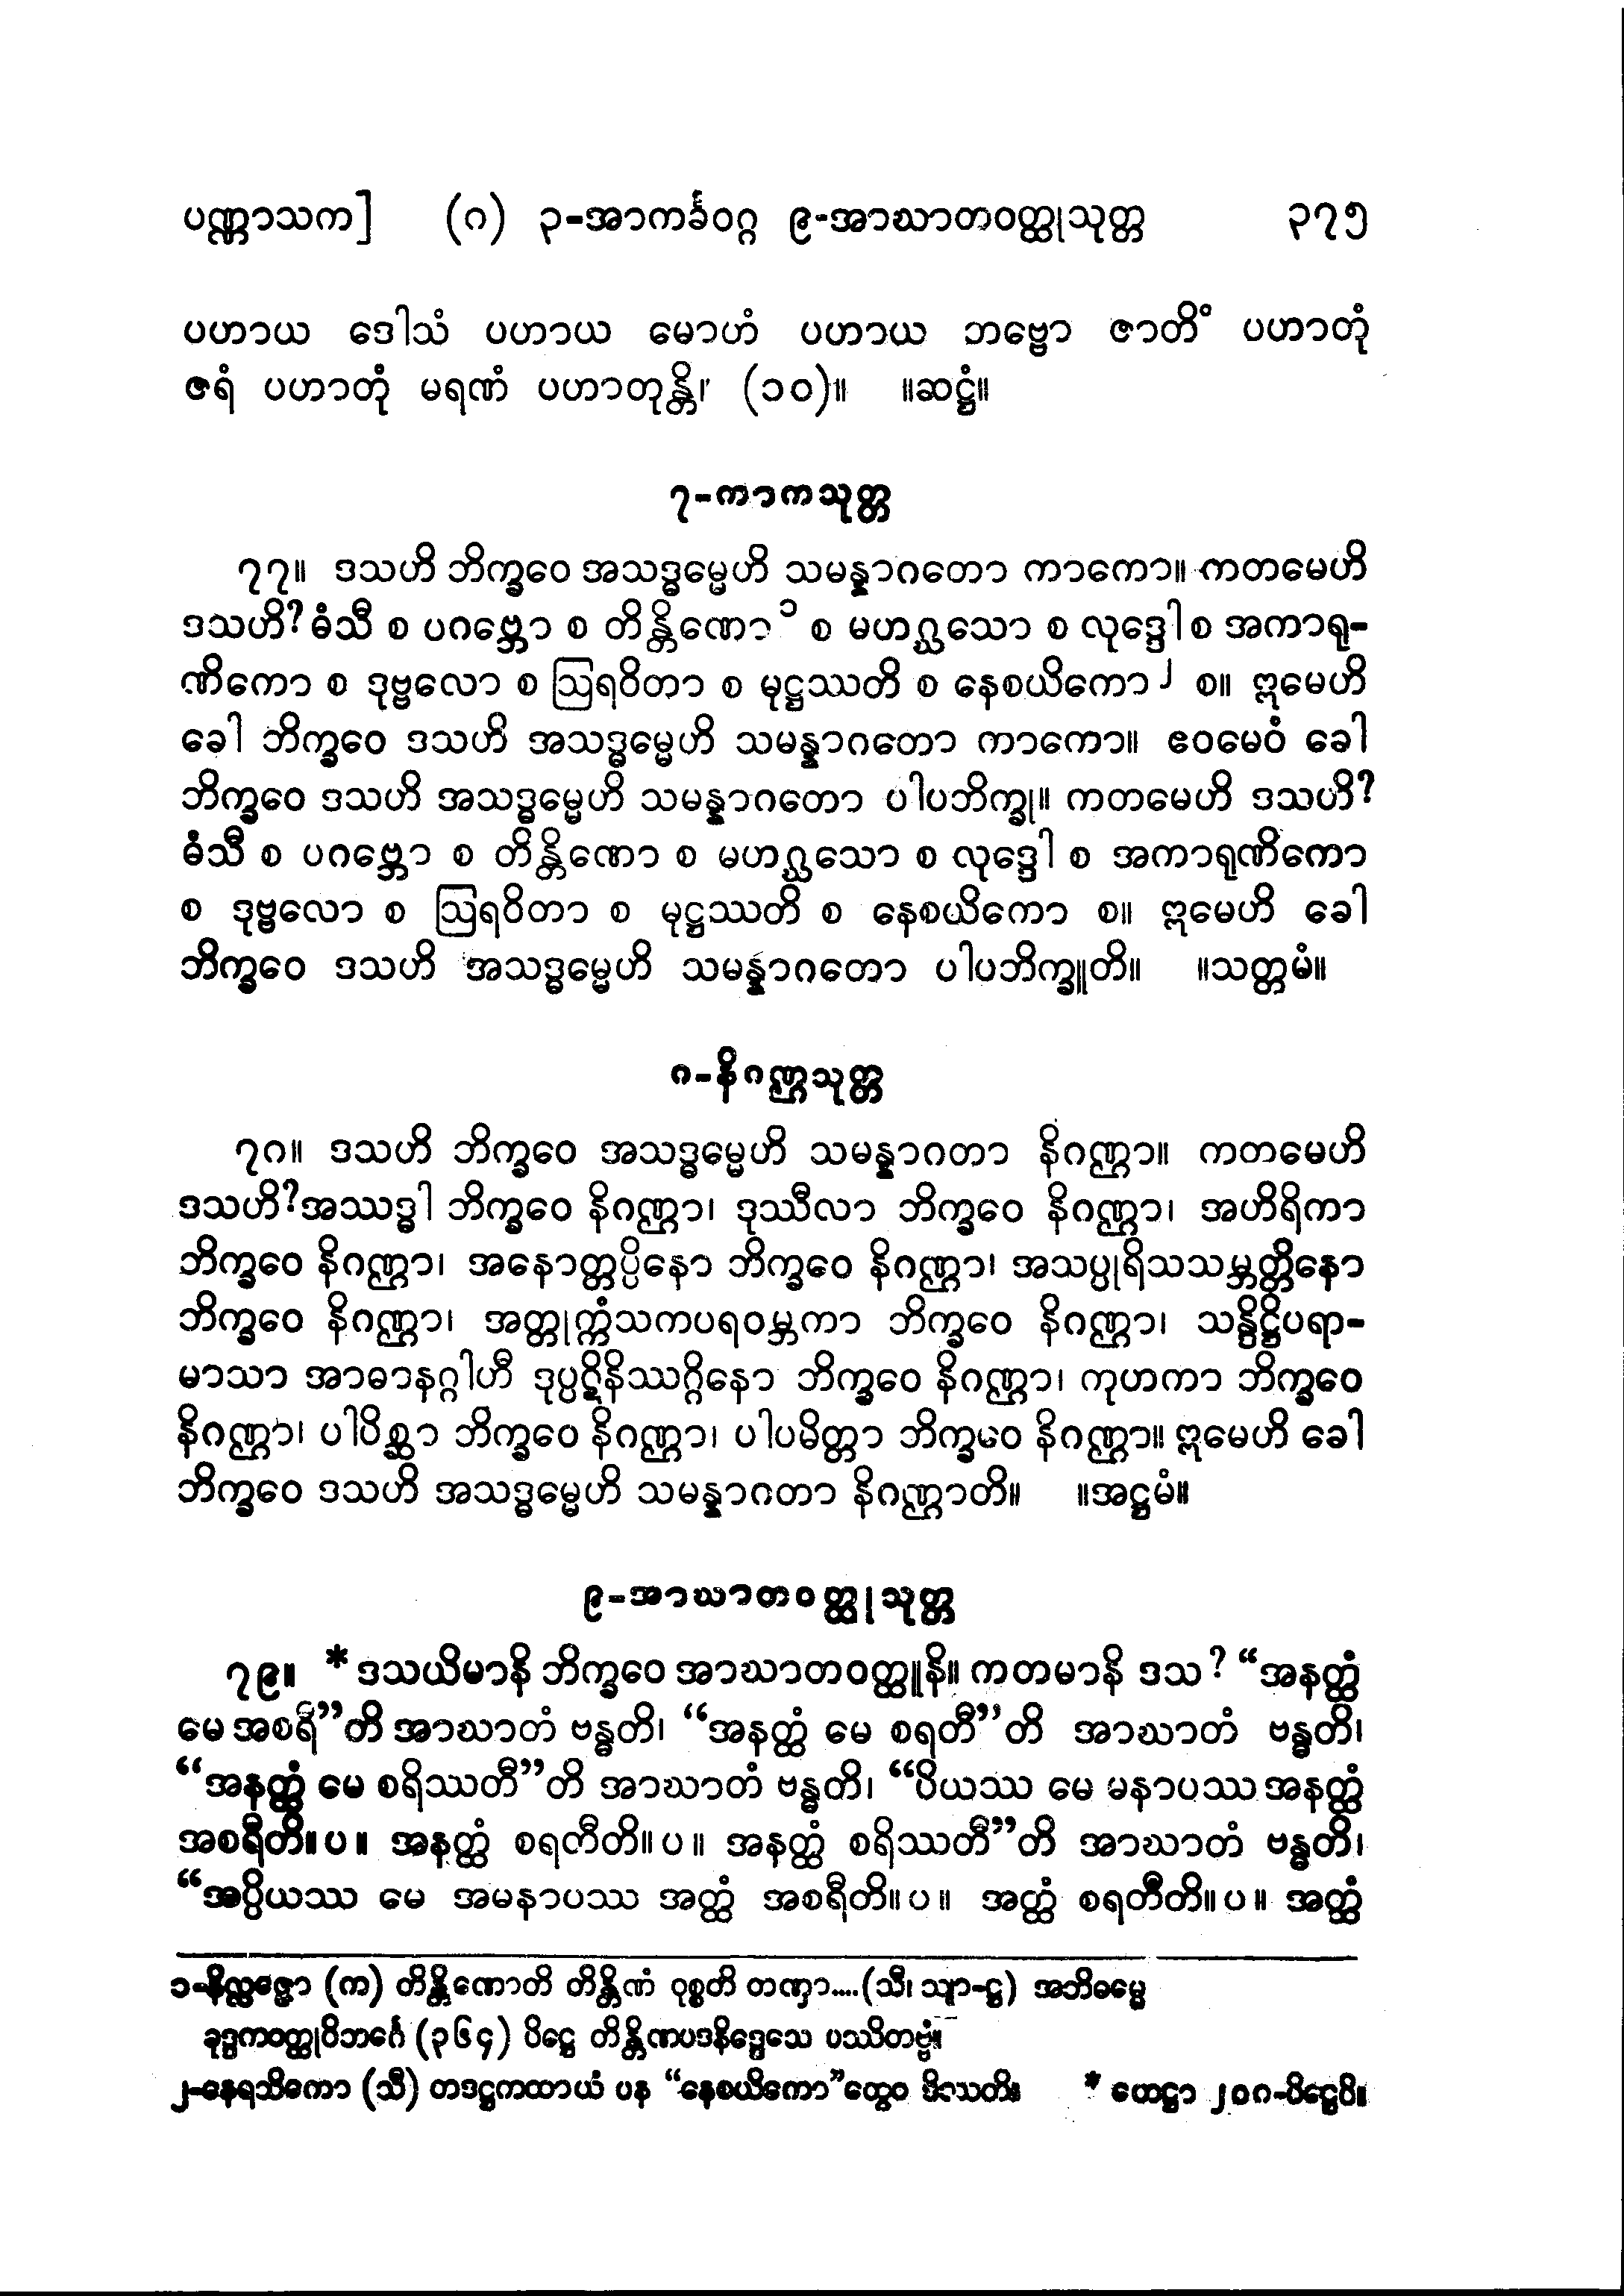 ပဏ္ဏာသက] (ဂ) ၃-အာကင်္ခဝဂ္ဂ ၉-အာဃာတဝတ္ထုသုတ္တ ၃၇၅
ပဟာယ ဒေါသံ ပဟာယ မောဟံ ပဟာယ ဘဗ္ဗော ဇာတိံ ပဟာတုံ
ဇရံ ပဟာတုံ မရဏံ ပဟာတုန္တိ၊ (၁၀)။ ။ဆဋ္ဌံ။
၇-ကာကသုတ္တ
၇၇။ ဒသဟိ ဘိက္ခဝေ အသဒ္ဓမ္မေဟိ သမန္နာဂတော ကာကော။ ကတမေဟိ
ဒသဟိ? ဓံသီ စ ပဂဗ္ဘော စ တိန္တိဏော ၁ စ မဟဂ္ဃသော စ လုဒ္ဒေါ စ အကာရု-
ဏိကော စ ဒုဗ္ဗလော စ ဩရဝိတာ စ မုဋ္ဌဿတိ စ နေစယိကော ၂ စ။ ဣမေဟိ
ခေါ ဘိက္ခဝေ ဒသဟိ အသဒ္ဓမ္မေဟိ သမန္နာဂတော ကာကော။ ဧဝမေဝံ ခေါ
ဘိက္ခဝေ ဒသဟိ အသဒ္ဓမ္မေဟိ သမန္နာဂတော ပါပဘိက္ခု။ ကတမေဟိ ဒသဟိ?
ဓံသီ စ ပဂဗ္ဘော စ တိန္တိဏော စ မဟဂ္ဃသော စ လုဒ္ဒေါ စ အကာရုဏိကော
စ ဒုဗ္ဗလော စ ဩရဝိတာ စ မုဋ္ဌဿတိ စ နေစယိကော စ။ ဣမေဟိ ခေါ
ဘိက္ခဝေ ဒသဟိ အသဒ္ဓမ္မေဟိ သမန္နာဂတော ပါပဘိက္ခူတိ။ ။သတ္တမံ။
၈-နိဂဏ္ဌသုတ္တ
၇၈။ ဒသဟိ ဘိက္ခဝေ အသဒ္ဓမ္မေဟိ သမန္နာဂတာ နိဂဏ္ဌာ။ ကတမေဟိ
ဒသဟိ? အဿဒ္ဓါ ဘိက္ခဝေ နိဂဏ္ဌာ၊ ဒုဿီလာ ဘိက္ခဝေ နိဂဏ္ဌာ၊ အဟိရိကာ
ဘိက္ခဝေ နိဂဏ္ဌာ၊ အနောတ္တပ္ပိနော ဘိက္ခဝေ နိဂဏ္ဌာ၊ အသပ္ပုရိသသမ္ဘတ္တိနော
ဘိက္ခဝေ နိဂဏ္ဌာ၊ အတ္တုက္ကံသကပရဝမ္ဘကာ ဘိက္ခဝေ နိဂဏ္ဌာ၊ သန္ဒိဋ္ဌိပရာ-
မာသာ အာဓာနဂ္ဂါဟီ ဒုပ္ပဋိနိဿဂ္ဂိနော ဘိက္ခဝေ နိဂဏ္ဌာ၊ ကုဟကာ ဘိက္ခဝေ
နိဂဏ္ဌာ၊ ပါပိစ္ဆာ ဘိက္ခဝေ နိဂဏ္ဌာ၊ ပါပမိတ္တာ ဘိက္ခဝေ နိဂဏ္ဌာ။ ဣမေဟိ ခေါ
ဘိက္ခဝေ ဒသဟိ အသဒ္ဓမ္မေဟိ သမန္နာဂတာ နိဂဏ္ဌာတိ။ ။အဋ္ဌမံ။
၉-အာဃာတဝတ္ထုသုတ္တ
၇၉။ * ဒသယိမာနိ ဘိက္ခဝေ အာဃာတဝတ္ထူနိ။ ကတမာနိ ဒသ? “အနတ္ထံ
မေ အစရီ”တိ အာဃာတံ ဗန္ဓတိ၊ “အနတ္ထံ မေ စရတီ”တိ အာဃာတံ ဗန္ဓတိ၊
“အနတ္ထံ မေ စရိဿတီ”တိ အာဃာတံ ဗန္ဓတိ၊ “ပိယဿ မေ မနာပဿ အနတ္ထံ
အစရီတိ။ပ။ အနတ္ထံ စရတီတိ။ပ။ အနတ္ထံ စရိဿတီ”တိ အာဃာတံ ဗန္ဓတိ၊
“အပ္ပိယဿ မေ အမနာပဿ အတ္ထံ အစရီတိ။ပ။ အတ္ထံ စရတီတိ။ပ။ အတ္ထံ
၁-နိလ္လဇ္ဇော (က) တိန္တိဏောတိ တိန္တိဏံ ဝုစ္စတိ တဏှာ....(သီ၊ သျာ-ဋ္ဌ) အဘိဓမ္မေ
ခုဒ္ဒကဝတ္ထုဝိဘင်္ဂေ (၃၆၄) ပိဋ္ဌေ တိန္တိဏပဒနိဒ္ဒေသေ ပဿိတဗ္ဗံ။
၂-နေရသိကော (သီ) တဒဋ္ဌကထာယံ ပန “နေစယိကော”တွေဝ ဒိဿတိ။ * ဟေဋ္ဌာ ၂၀၈-ပိဋ္ဌေပိ။